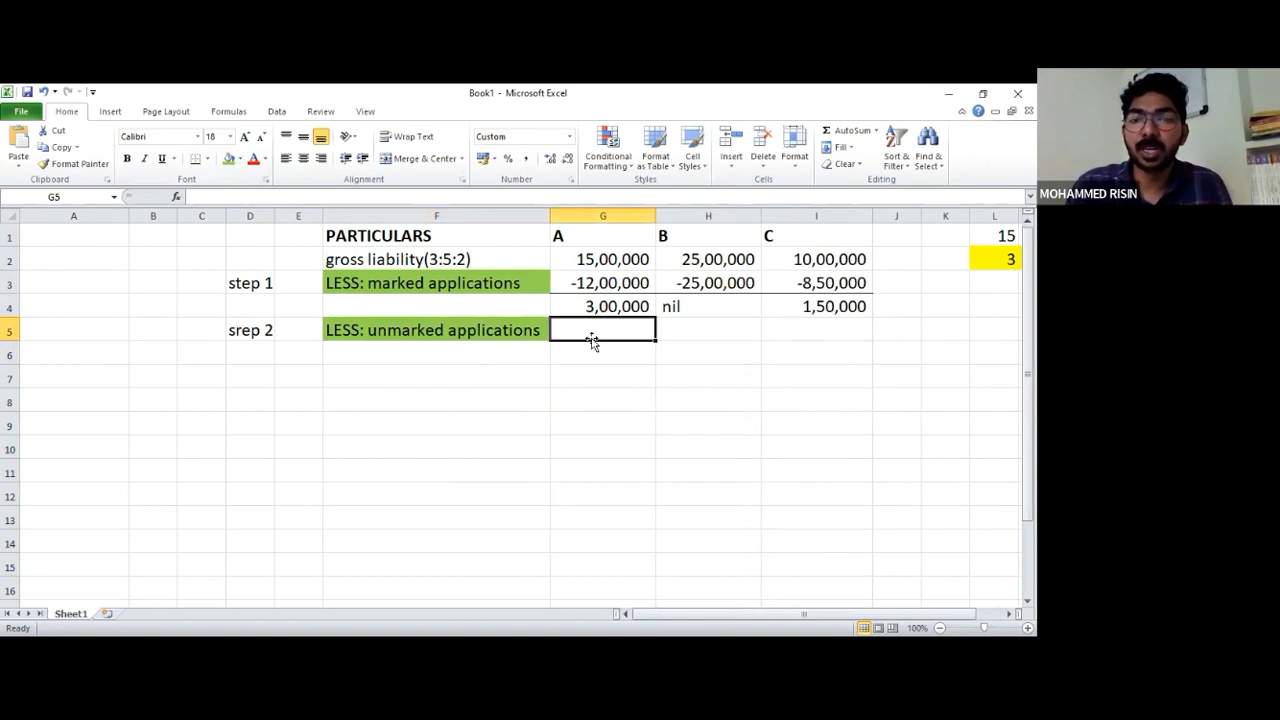 Book1 - Microsoft Excel
File Home Insert Page Layout Formulas Data Review View
Cut
Copy
Format Painter
Paste
Clipboard
Calibri 18
B I U
Font
Wrap Text
Merge & Center
Alignment
Custom
Number
Conditional Formatting
Format as Table
Cell Styles
Styles
Insert Delete Format
Cells
AutoSum
Fill
Clear
Sort & Filter
Find & Select
Editing
MOHAMMED RISIN
G5 fx
A B C D E F G H I J K L
1 PARTICULARS A B C 15
2 gross liability(3:5:2) 15,00,000 25,00,000 10,00,000 3
3 step 1 LESS: marked applications -12,00,000 -25,00,000 -8,50,000
4 3,00,000 nil 1,50,000
5 srep 2 LESS: unmarked applications
6
7
8
9
10
11
12
13
14
15
16
Sheet1
Ready 100%